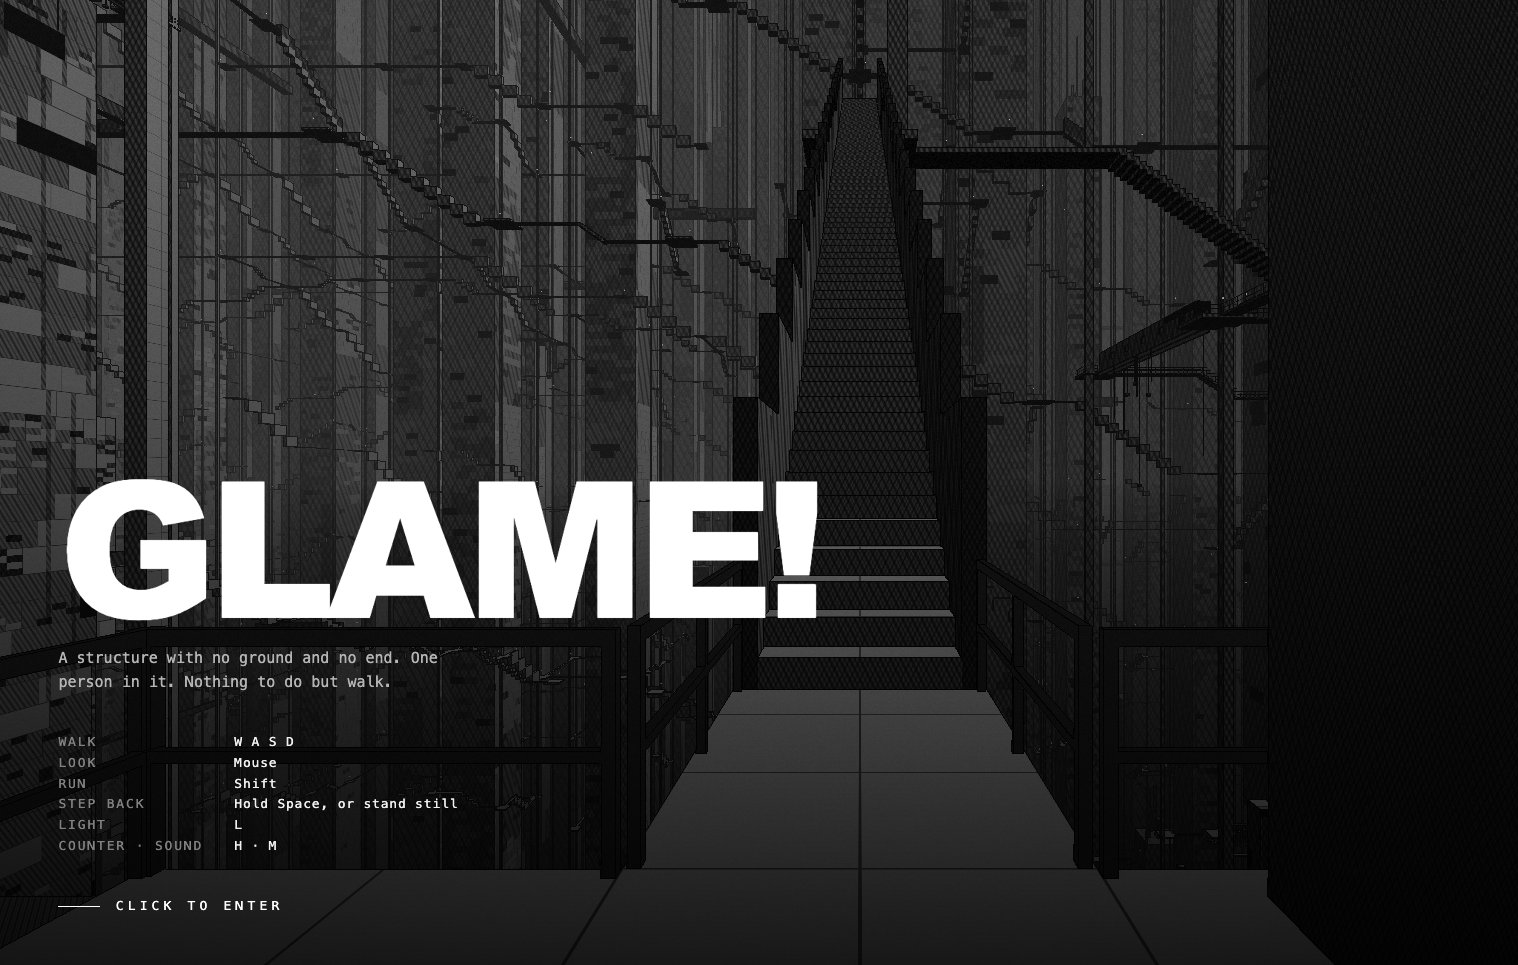 GLAME!
A structure with no ground and no end. One
person in it. Nothing to do but walk.
WALK W A S D
LOOK Mouse
RUN Shift
STEP BACK Hold Space, or stand still
LIGHT L
COUNTER · SOUND H · M
CLICK TO ENTER